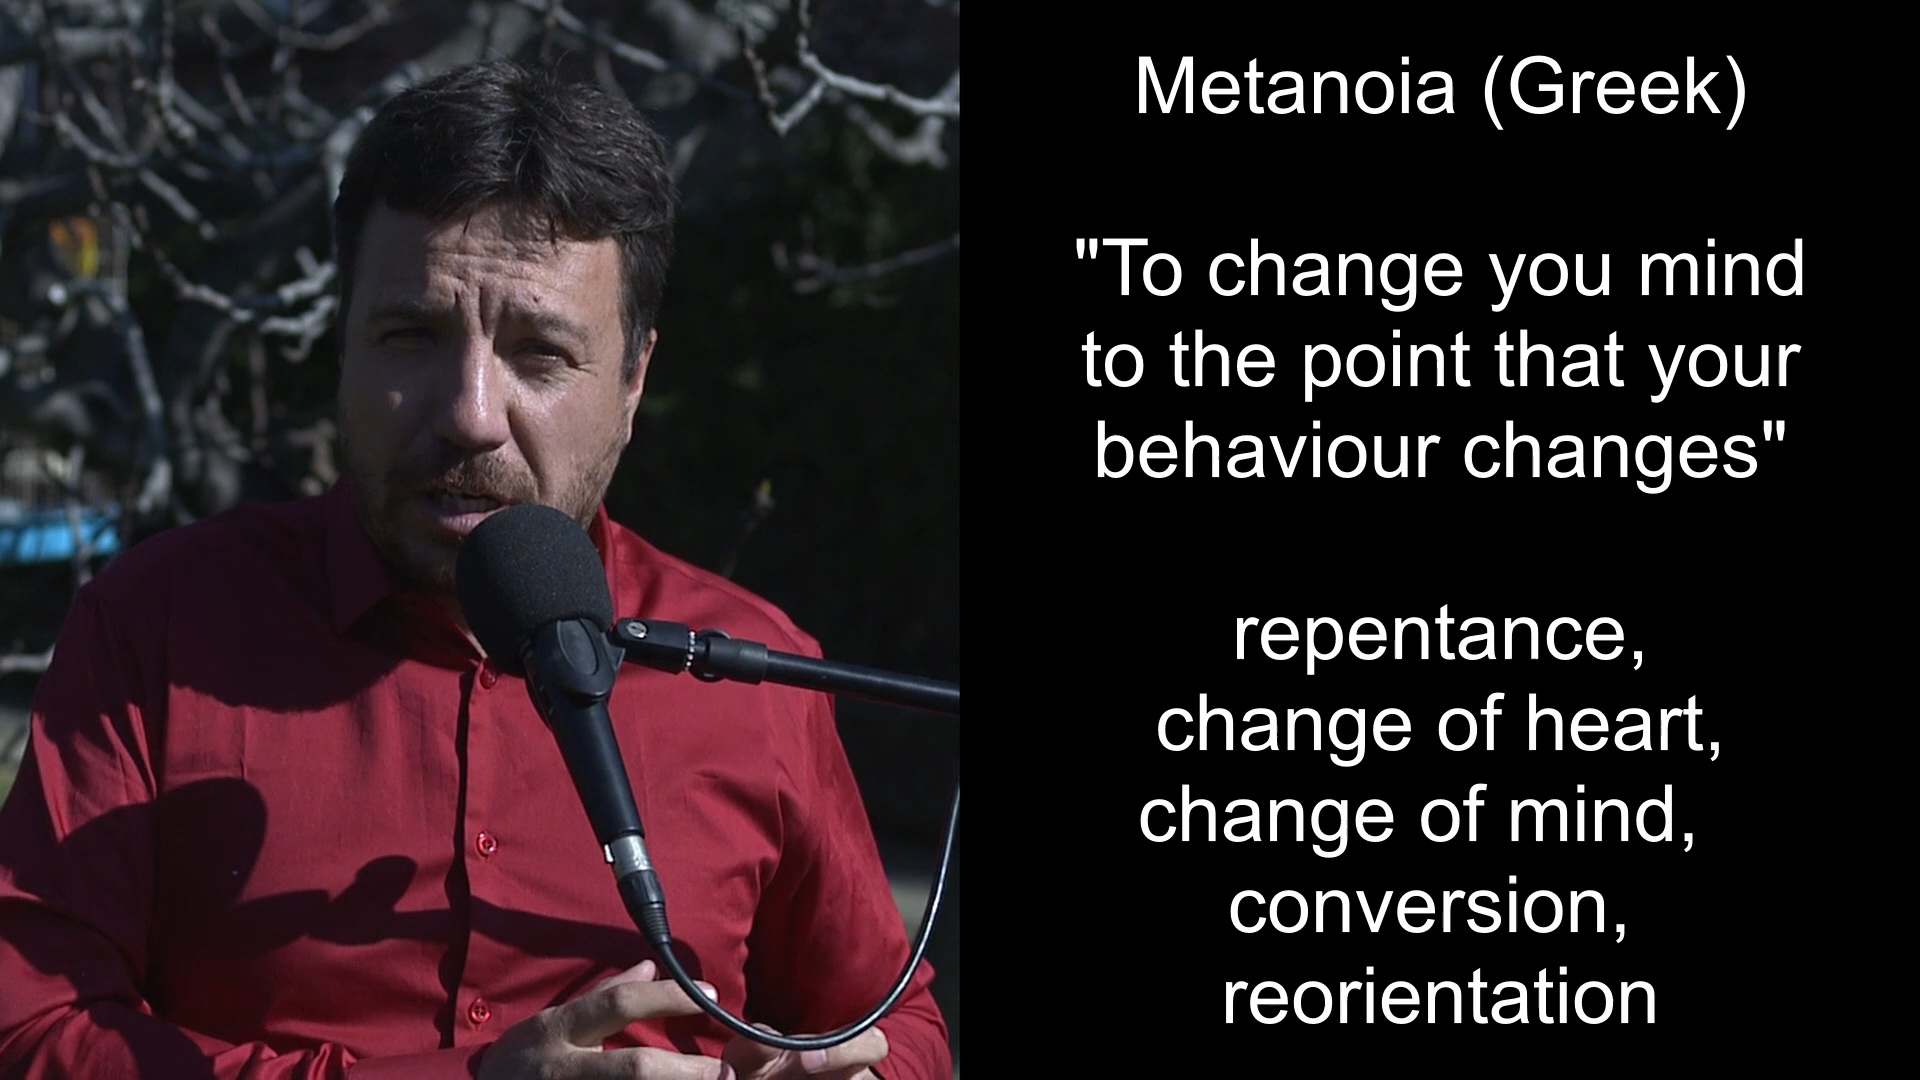 Metanoia (Greek)
"To change you mind
to the point that your
behaviour changes"
repentance,
change of heart,
change of mind,
conversion,
reorientation